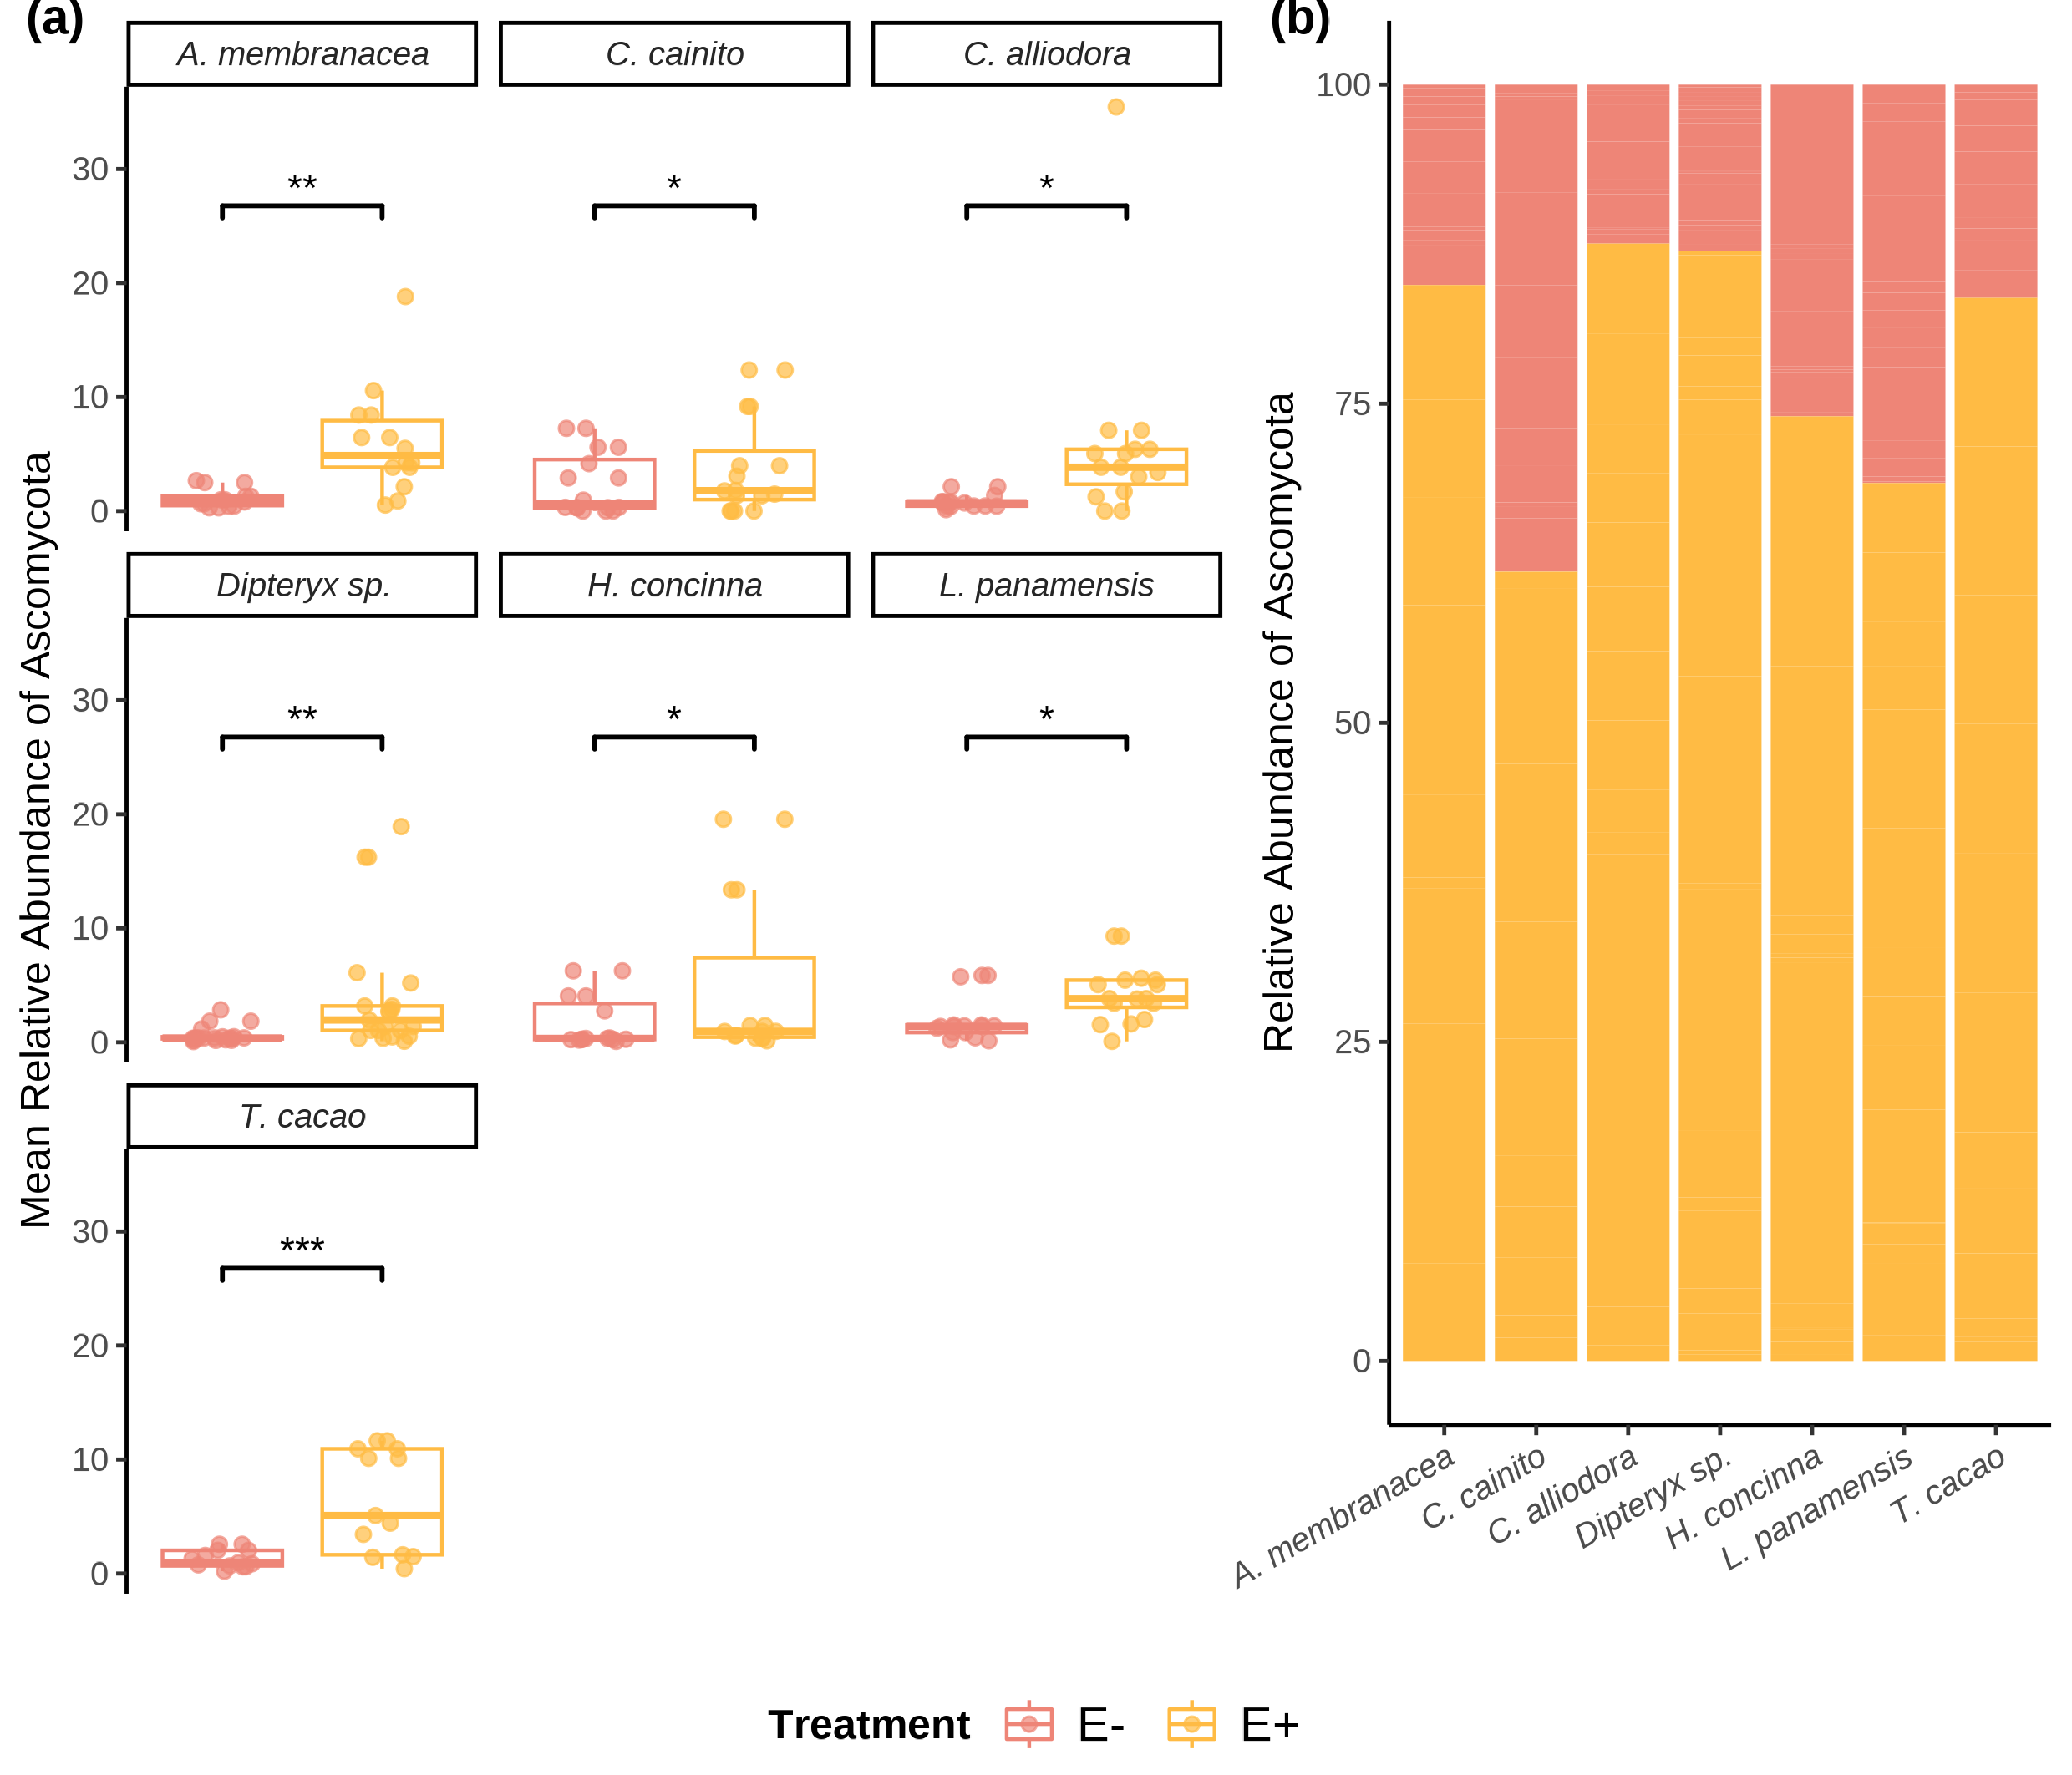 (a)
A. membranacea
C. cainito
C. alliodora
30
20
10
0
**
*
*
Dipteryx sp.
H. concinna
L. panamensis
30
20
10
0
**
*
*
T. cacao
30
20
10
0
***
Mean Relative Abundance of Ascomycota
(b)
100
75
50
25
0
Relative Abundance of Ascomycota
A. membranacea
C. cainito
C. alliodora
Dipteryx sp.
H. concinna
L. panamensis
T. cacao
Treatment E- E+